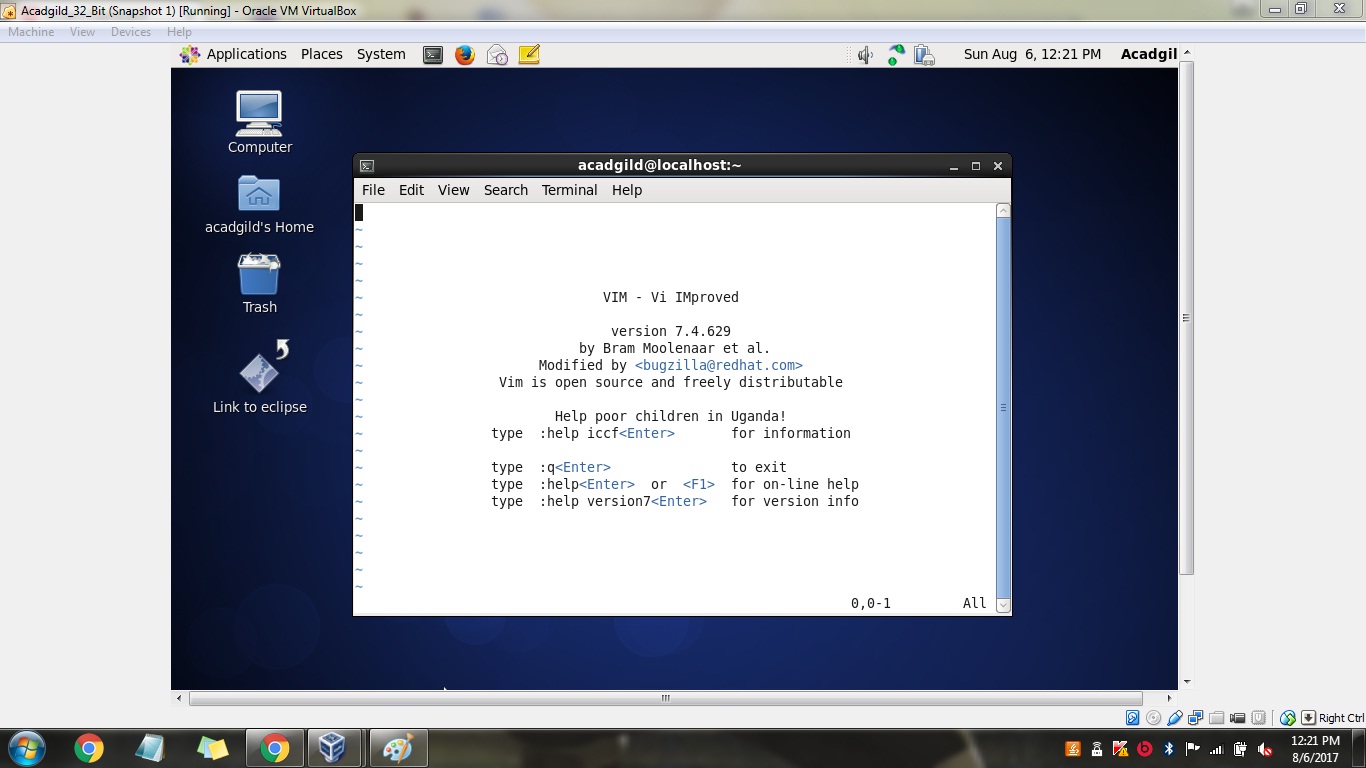 Acadgild_32_Bit (Snapshot 1) [Running] - Oracle VM VirtualBox
Machine View Devices Help
Applications Places System Sun Aug 6, 12:21 PM Acadgil
Computer
acadgild's Home
Trash
Link to eclipse
acadgild@localhost:~
File Edit View Search Terminal Help
~
~
~
~
~ VIM - Vi IMproved
~
~ version 7.4.629
~ by Bram Moolenaar et al.
~ Modified by <bugzilla@redhat.com>
~ Vim is open source and freely distributable
~
~ Help poor children in Uganda!
~ type :help iccf<Enter> for information
~
~ type :q<Enter> to exit
~ type :help<Enter> or <F1> for on-line help
~ type :help version7<Enter> for version info
~
~
~
~
~
0,0-1 All
Right Ctrl
12:21 PM
8/6/2017